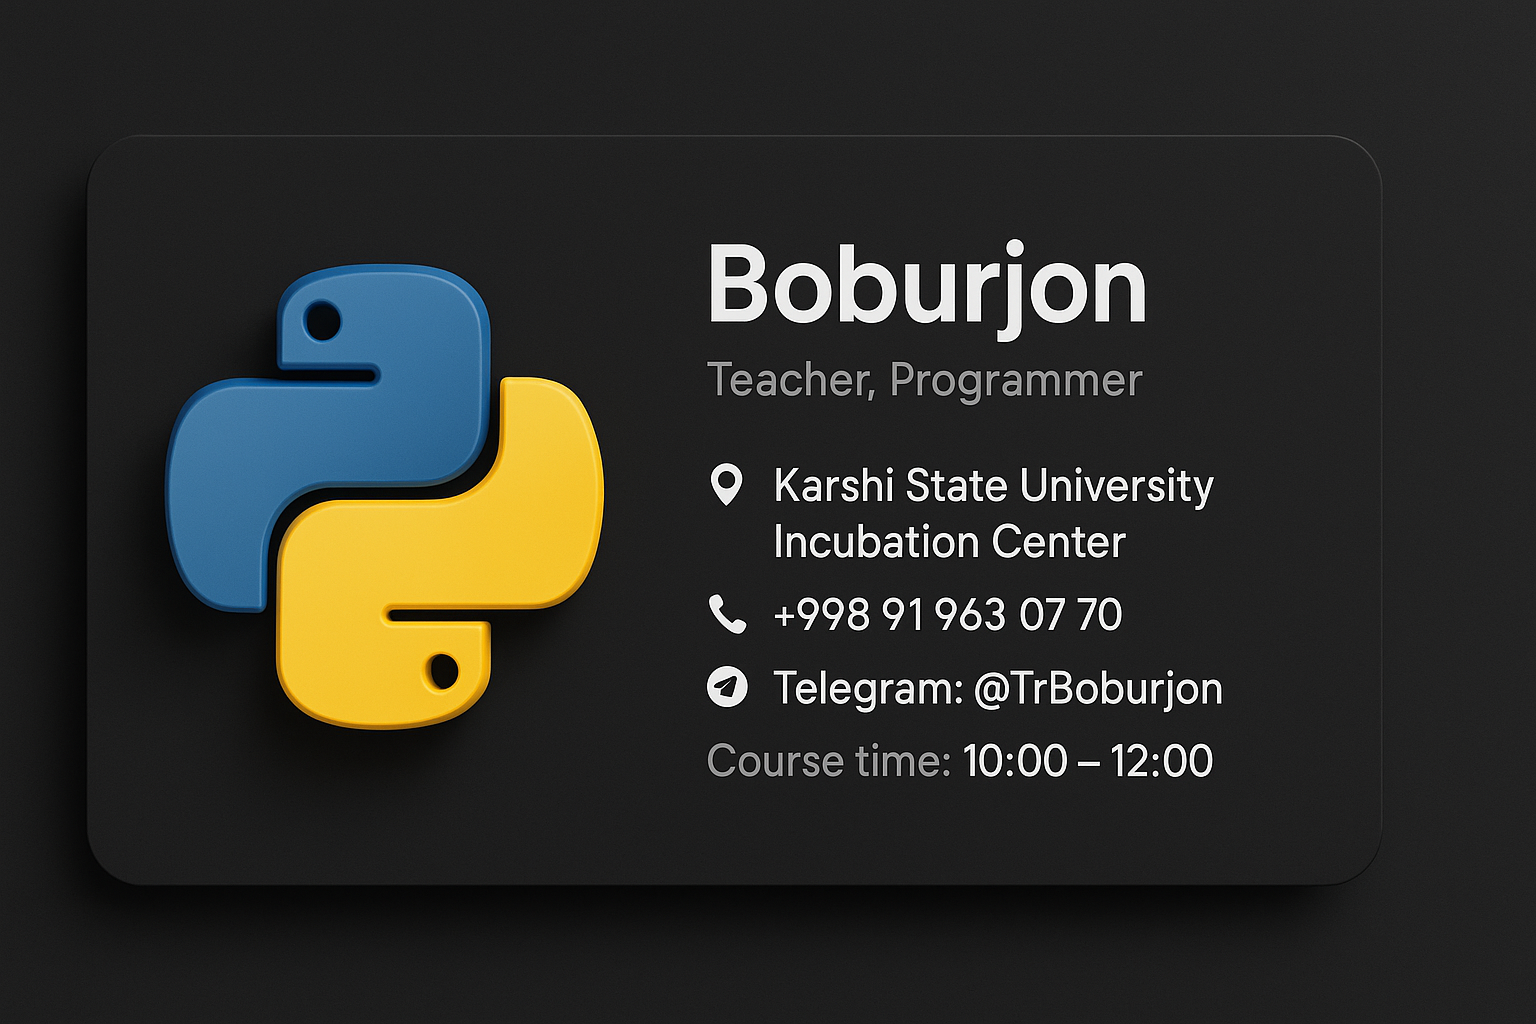 Boburjon
Teacher, Programmer
Karshi State University
Incubation Center
+998 91 963 07 70
Telegram: @TrBoburjon
Course time: 10:00 – 12:00